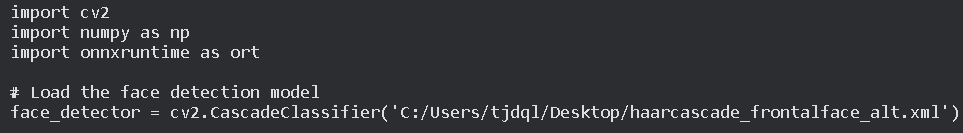 import cv2
import numpy as np
import onnxruntime as ort

# Load the face detection model
face_detector = cv2.CascadeClassifier('C:/Users/tjdql/Desktop/haarcascade_frontalface_alt.xml')